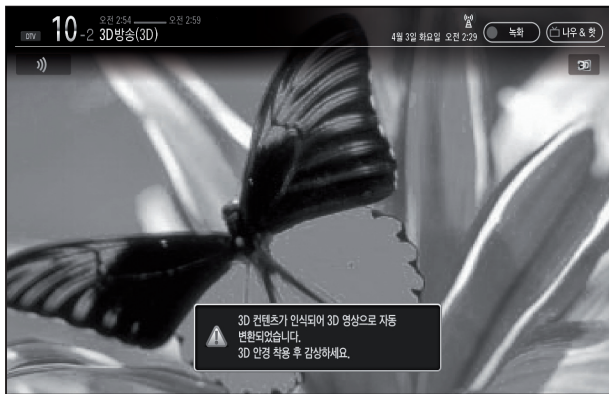 오전 2:54 오전 2:59
DTV 10-2 3D방송(3D)
4월 3일 화요일 오전 2:29
녹화
나우 & 핫
3D
3D 컨텐츠가 인식되어 3D 영상으로 자동
변환되었습니다.
3D 안경 착용 후 감상하세요.